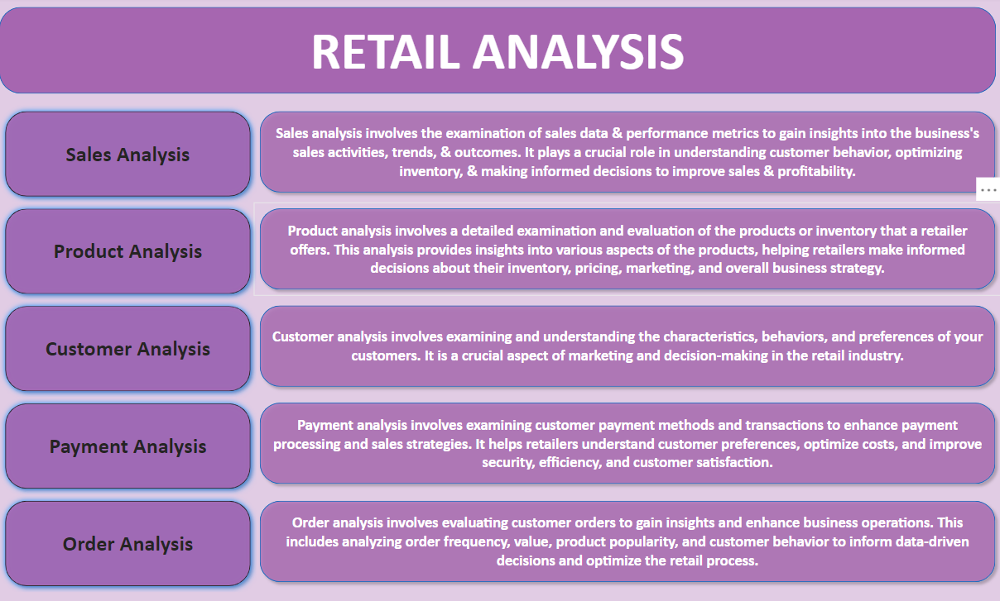 RETAIL ANALYSIS
Sales Analysis
Sales analysis involves the examination of sales data & performance metrics to gain insights into the business's
sales activities, trends, & outcomes. It plays a crucial role in understanding customer behavior, optimizing
inventory, & making informed decisions to improve sales & profitability.
Product Analysis
Product analysis involves a detailed examination and evaluation of the products or inventory that a retailer
offers. This analysis provides insights into various aspects of the products, helping retailers make informed
decisions about their inventory, pricing, marketing, and overall business strategy.
Customer Analysis
Customer analysis involves examining and understanding the characteristics, behaviors, and preferences of your
customers. It is a crucial aspect of marketing and decision-making in the retail industry.
Payment Analysis
Payment analysis involves examining customer payment methods and transactions to enhance payment
processing and sales strategies. It helps retailers understand customer preferences, optimize costs, and improve
security, efficiency, and customer satisfaction.
Order Analysis
Order analysis involves evaluating customer orders to gain insights and enhance business operations. This
includes analyzing order frequency, value, product popularity, and customer behavior to inform data-driven
decisions and optimize the retail process.